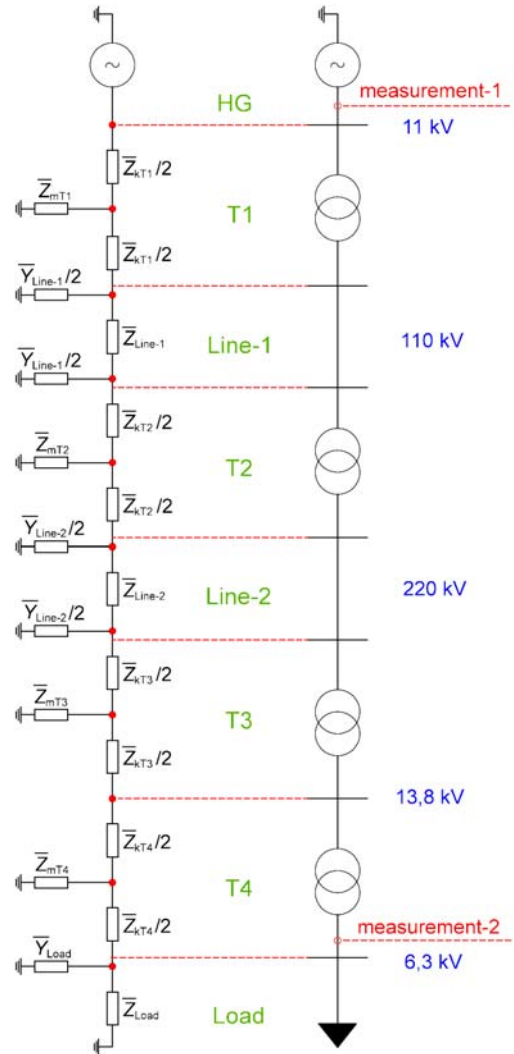 ~
~
measurement-1
HG
11 kV
Z̅kT1/2
Z̅mT1
T1
Z̅kT1/2
Y̅Line-1/2
Z̅Line-1
Line-1
110 kV
Y̅Line-1/2
Z̅kT2/2
Z̅mT2
T2
Z̅kT2/2
Y̅Line-2/2
Z̅Line-2
Line-2
220 kV
Y̅Line-2/2
Z̅kT3/2
Z̅mT3
T3
Z̅kT3/2
13,8 kV
Z̅kT4/2
Z̅mT4
T4
Z̅kT4/2
measurement-2
Y̅Load
6,3 kV
Z̅Load
Load